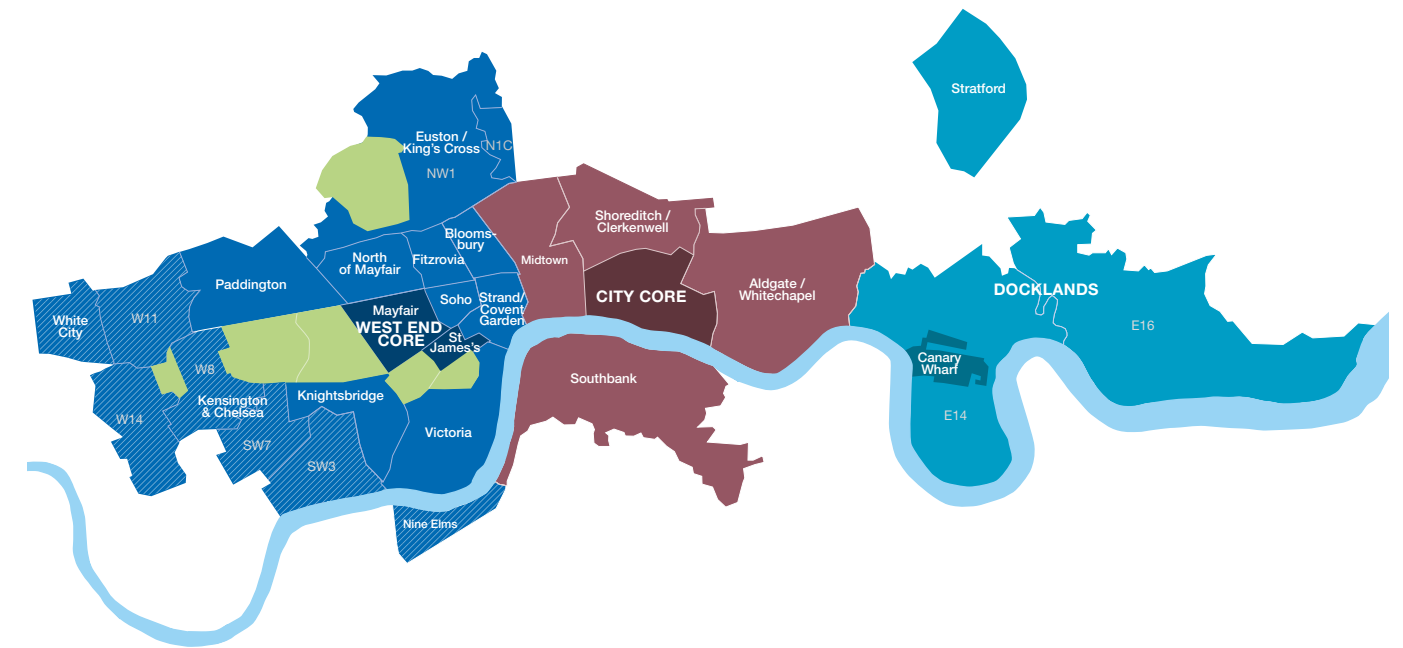 Stratford
Euston /
King's Cross
N1C
NW1
Shoreditch /
Clerkenwell
Blooms-
bury
North
of Mayfair
Fitzrovia
Midtown
Paddington
Aldgate /
Whitechapel
CITY CORE
DOCKLANDS
E16
Soho
Strand/
Covent
Garden
Mayfair
WEST END
CORE
St
James's
White
City
W11
W8
Canary
Wharf
Southbank
Kensington
& Chelsea
Knightsbridge
W14
E14
Victoria
SW7
SW3
Nine Elms